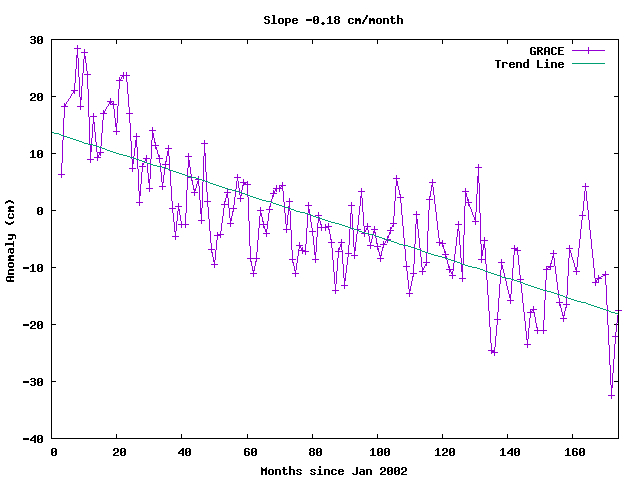 Slope -0.18 cm/month
GRACE
Trend Line
30
20
10
0
-10
-20
-30
-40
Anomaly (cm)
0 20 40 60 80 100 120 140 160
Months since Jan 2002